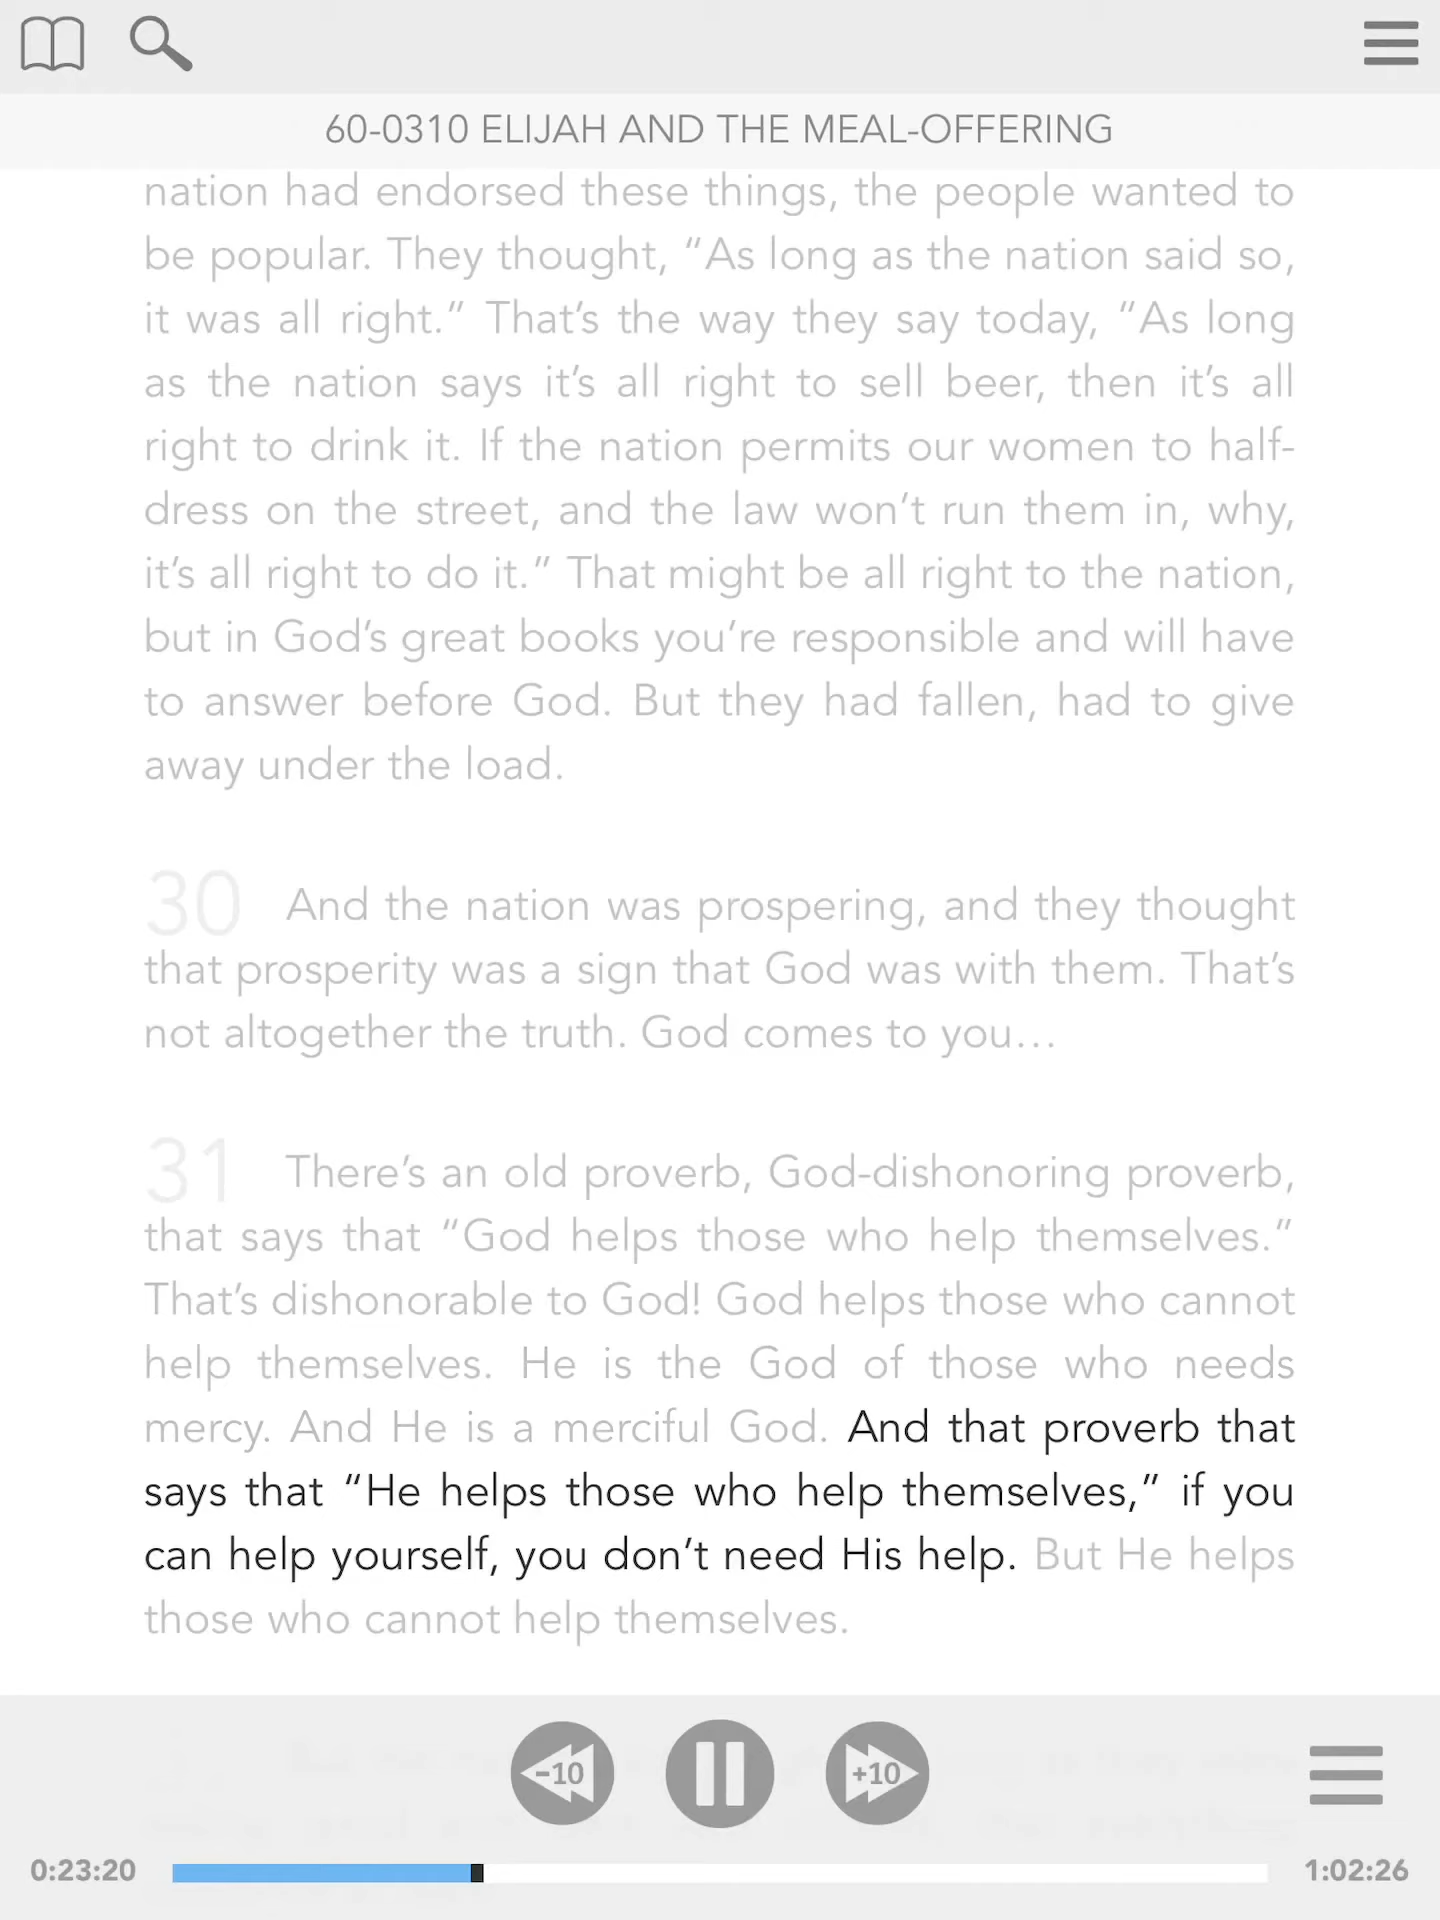 60-0310 ELIJAH AND THE MEAL-OFFERING
nation had endorsed these things, the people wanted to
be popular. They thought, “As long as the nation said so,
it was all right.” That’s the way they say today, “As long
as the nation says it’s all right to sell beer, then it’s all
right to drink it. If the nation permits our women to half-
dress on the street, and the law won’t run them in, why,
it’s all right to do it.” That might be all right to the nation,
but in God’s great books you’re responsible and will have
to answer before God. But they had fallen, had to give
away under the load.
30 And the nation was prospering, and they thought
that prosperity was a sign that God was with them. That’s
not altogether the truth. God comes to you…
31 There’s an old proverb, God-dishonoring proverb,
that says that “God helps those who help themselves.”
That’s dishonorable to God! God helps those who cannot
help themselves. He is the God of those who needs
mercy. And He is a merciful God. And that proverb that
says that “He helps those who help themselves,” if you
can help yourself, you don’t need His help. But He helps
those who cannot help themselves.
-10 +10
0:23:20 1:02:26